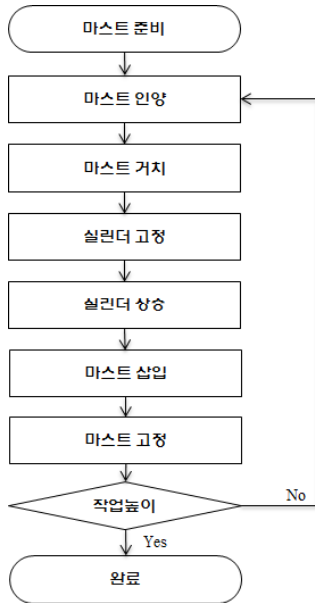 마스트 준비
마스트 인양
마스트 거치
실린더 고정
실린더 상승
마스트 삽입
마스트 고정
작업높이
No
Yes
완료